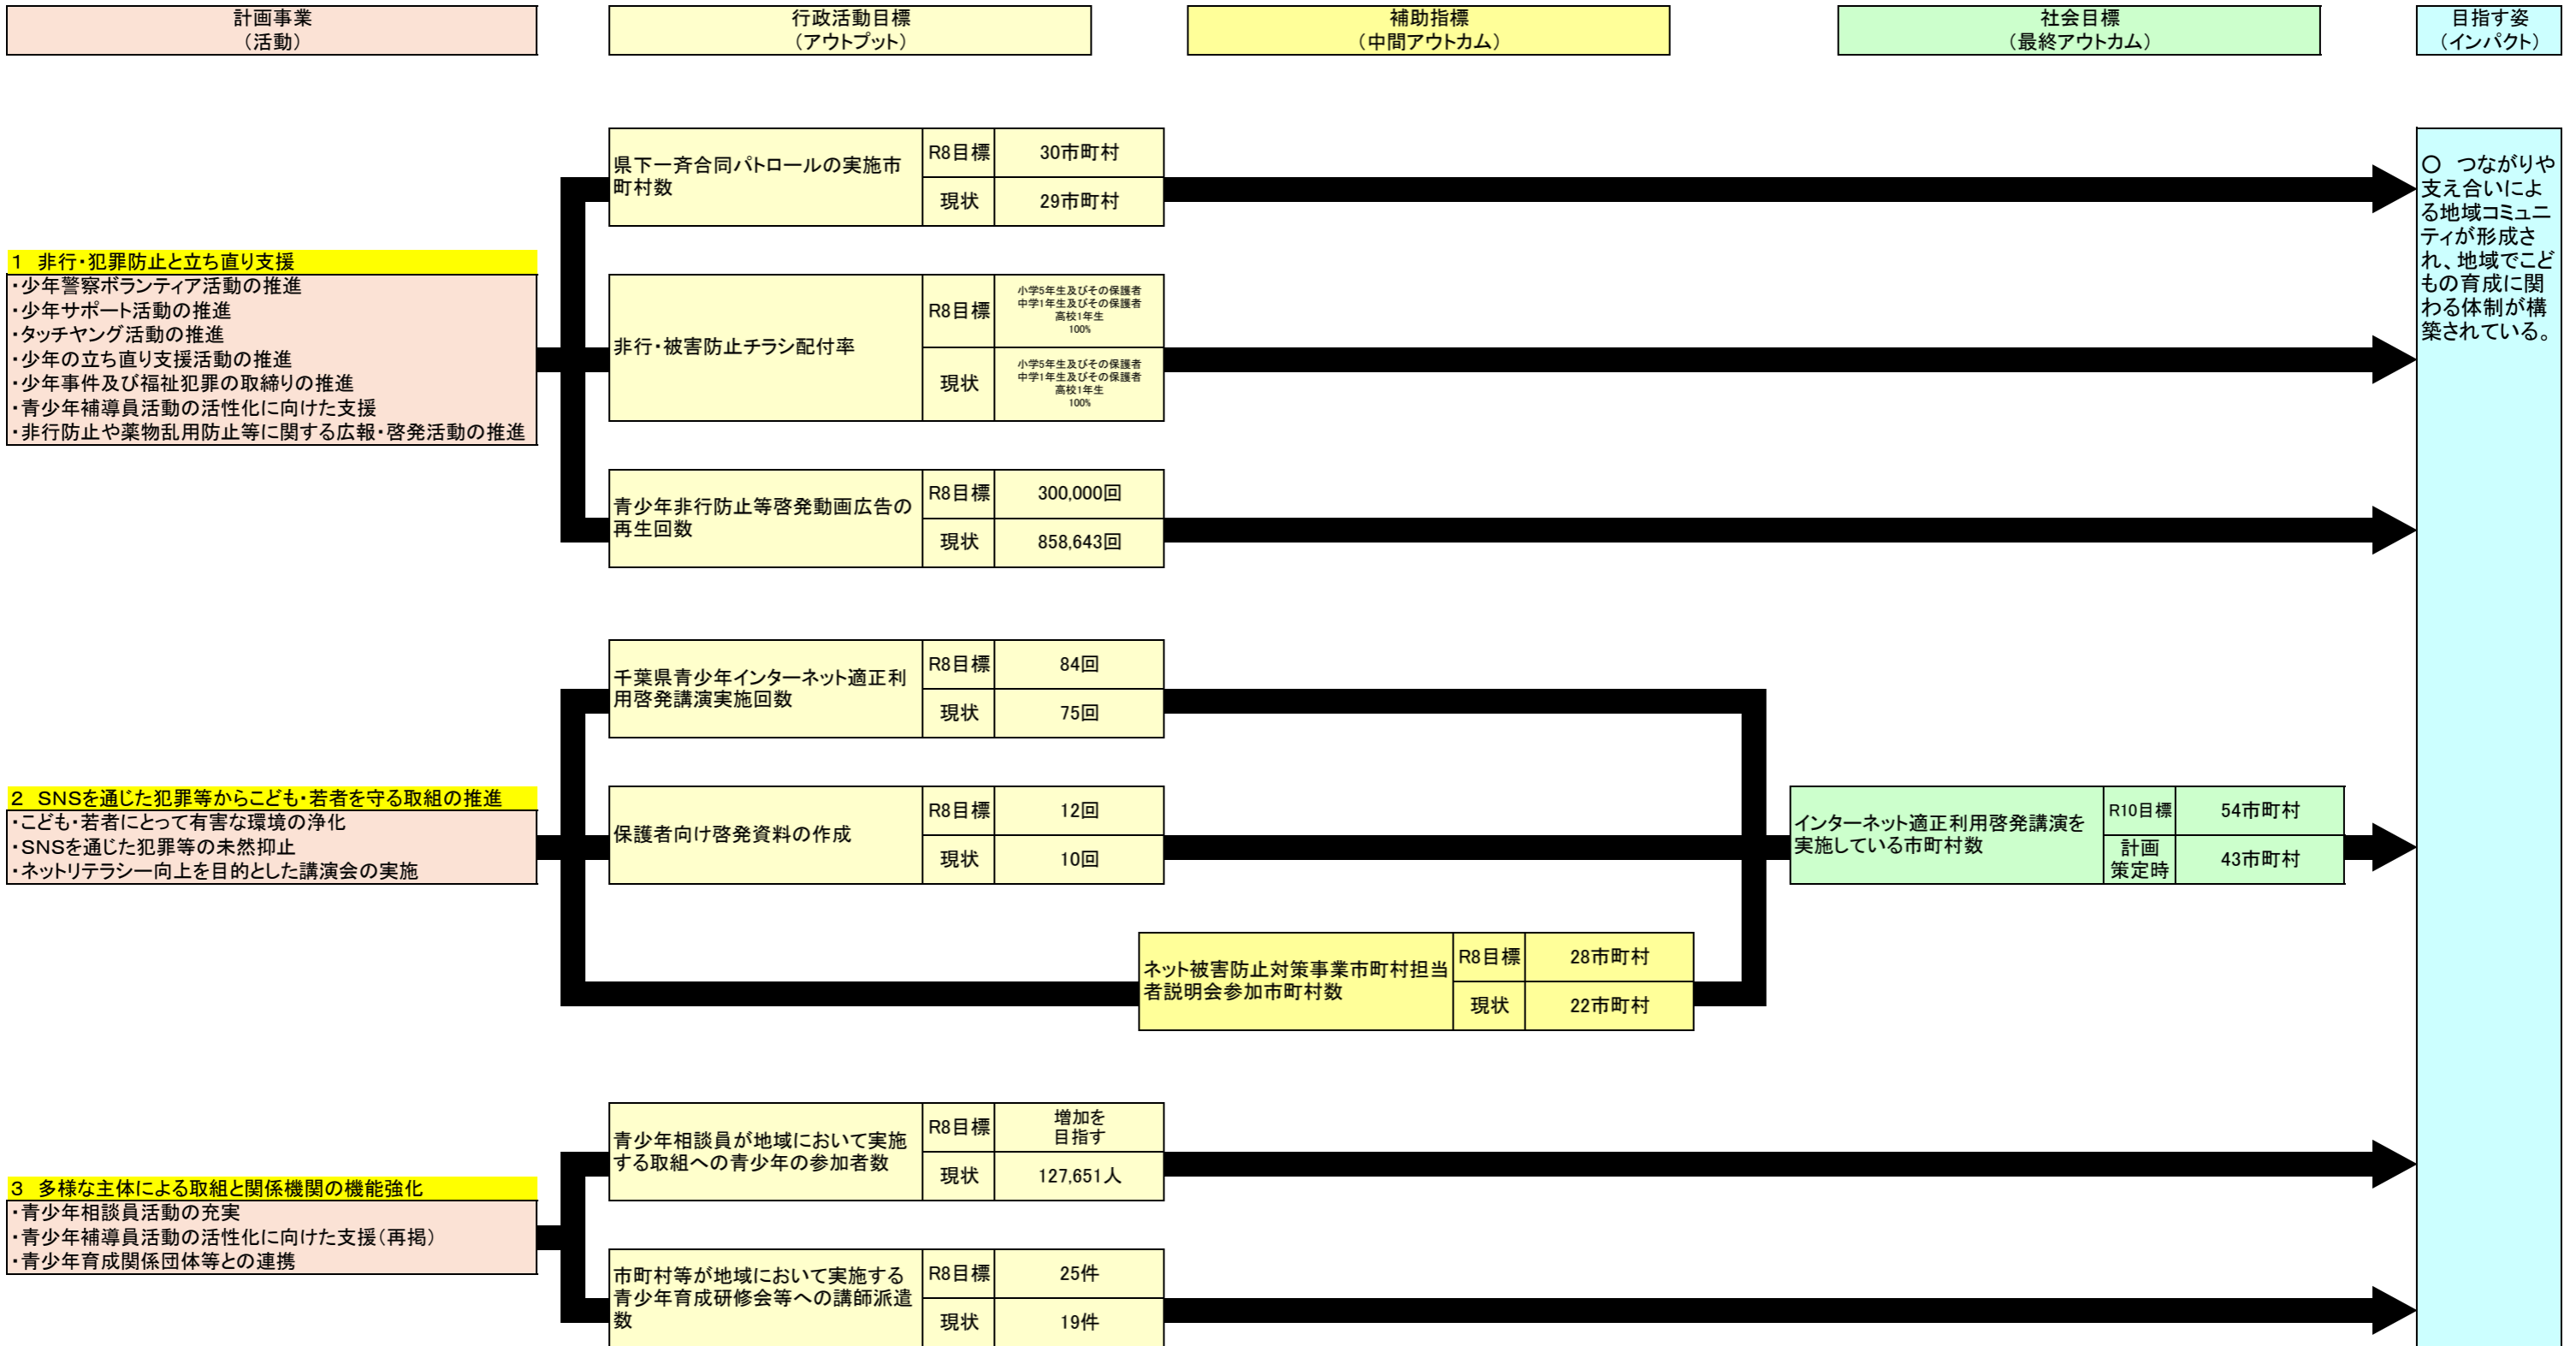 計画事業
（活動）
行政活動目標
（アウトプット）
補助指標
（中間アウトカム）
社会目標
（最終アウトカム）
目指す姿
（インパクト）
1　非行・犯罪防止と立ち直り支援
・少年警察ボランティア活動の推進
・少年サポート活動の推進
・タッチヤング活動の推進
・少年の立ち直り支援活動の推進
・少年事件及び福祉犯罪の取締りの推進
・青少年補導員活動の活性化に向けた支援
・非行防止や薬物乱用防止等に関する広報・啓発活動の推進
県下一斉合同パトロールの実施市
町村数
R8目標
30市町村
現状
29市町村
非行・被害防止チラシ配付率
R8目標
小学5年生及びその保護者
中学1年生及びその保護者
高校1年生
100%
現状
小学5年生及びその保護者
中学1年生及びその保護者
高校1年生
100%
青少年非行防止等啓発動画広告の
再生回数
R8目標
300,000回
現状
858,643回
2　SNSを通じた犯罪等からこども・若者を守る取組の推進
・こども・若者にとって有害な環境の浄化
・SNSを通じた犯罪等の未然抑止
・ネットリテラシー向上を目的とした講演会の実施
千葉県青少年インターネット適正利
用啓発講演実施回数
R8目標
84回
現状
75回
保護者向け啓発資料の作成
R8目標
12回
現状
10回
ネット被害防止対策事業市町村担当
者説明会参加市町村数
R8目標
28市町村
現状
22市町村
インターネット適正利用啓発講演を
実施している市町村数
R10目標
54市町村
計画
策定時
43市町村
3　多様な主体による取組と関係機関の機能強化
・青少年相談員活動の充実
・青少年補導員活動の活性化に向けた支援（再掲）
・青少年育成関係団体等との連携
青少年相談員が地域において実施
する取組への青少年の参加者数
R8目標
増加を
目指す
現状
127,651人
市町村等が地域において実施する
青少年育成研修会等への講師派遣
数
R8目標
25件
現状
19件
○　つながりや
支え合いによ
る地域コミュニ
ティが形成さ
れ、地域でこど
もの育成に関
わる体制が構
築されている。